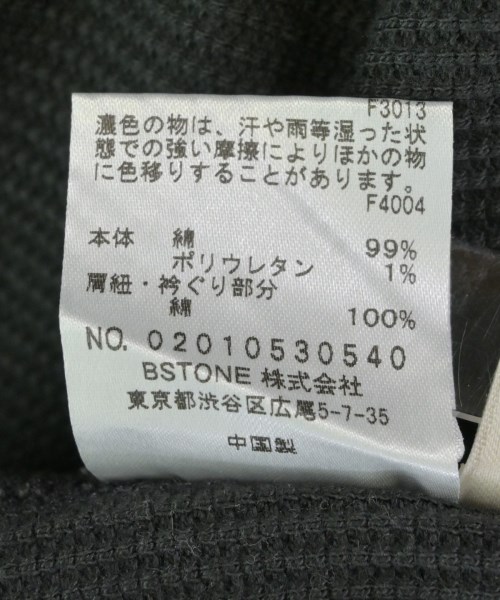 F3013
濃色の物は、汗や雨等湿った状
態での強い摩擦によりほかの物
に色移りすることがあります。
F4004
本体 綿 99%
ポリウレタン 1%
肩紐・衿ぐり部分
綿 100%
NO. 02010530540
BSTONE 株式会社
東京都渋谷区広尾5-7-35
中国製